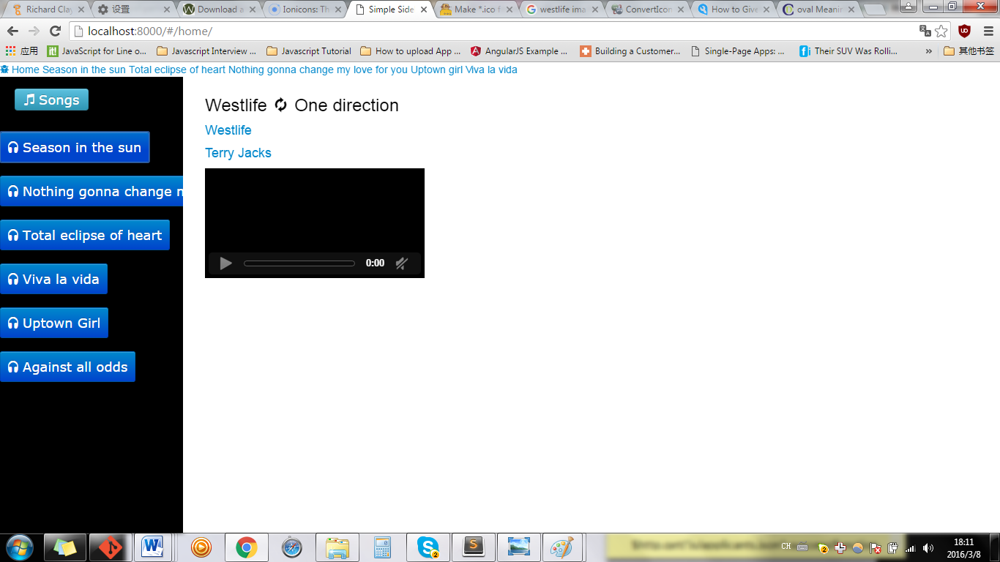 Richard Clay
设置
Download a
Ionicons: Th
Simple Side
Make *.ico f
westlife ima
ConvertIcon
How to Give
oval Meanin
localhost:8000/#/home/
应用
JavaScript for Line o...
Javascript Interview ...
Javascript Tutorial
How to upload App ...
AngularJS Example ...
Building a Customer...
Single-Page Apps: ...
Their SUV Was Rolli...
»
其他书签
Home Season in the sun Total eclipse of heart Nothing gonna change my love for you Uptown girl Viva la vida
Songs
Season in the sun
Nothing gonna change m
Total eclipse of heart
Viva la vida
Uptown Girl
Against all odds
Westlife One direction
Westlife
Terry Jacks
0:00
CH
18:11
2016/3/8